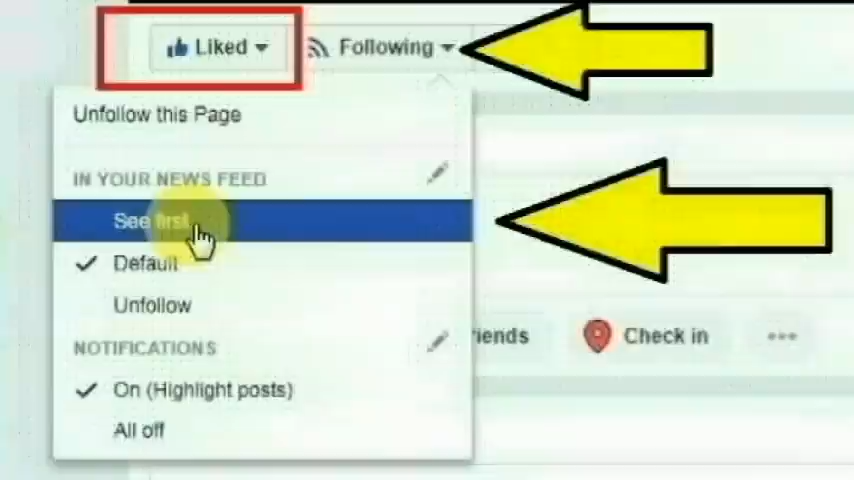 Liked Following
Unfollow this Page
IN YOUR NEWS FEED
See first
Default
Unfollow
riends Check in
NOTIFICATIONS
On (Highlight posts)
All off